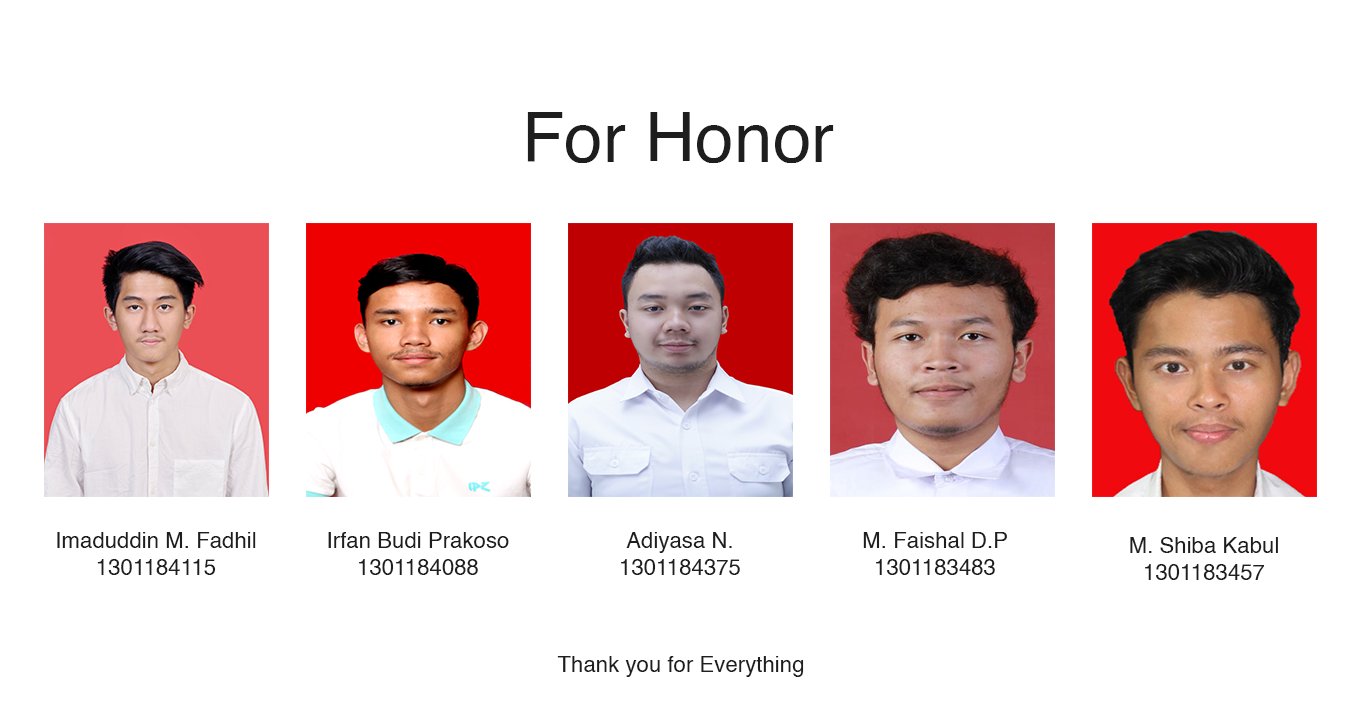 For Honor
Imaduddin M. Fadhil
1301184115
Irfan Budi Prakoso
1301184088
Adiyasa N.
1301184375
M. Faishal D.P
1301183483
M. Shiba Kabul
1301183457
Thank you for Everything